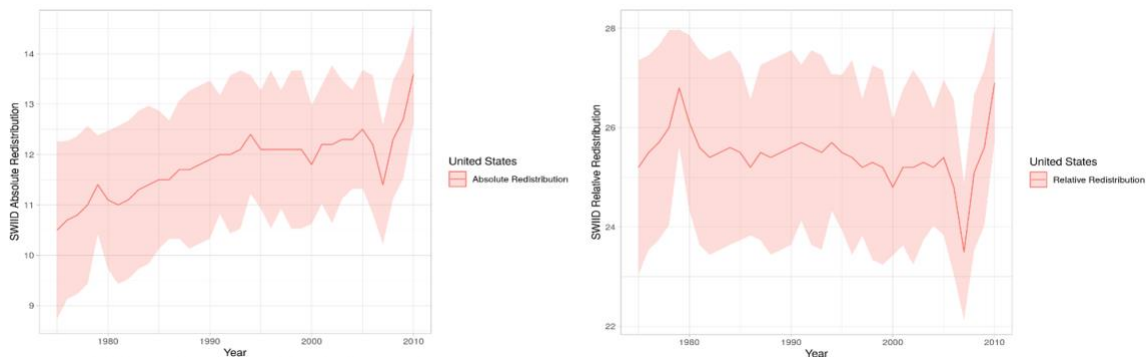 SWIID Absolute Redistribution
14
13
12
11
10
9
1980
1990
2000
2010
Year
United States
Absolute Redistribution
SWIID Relative Redistribution
28
26
24
22
1980
1990
2000
2010
Year
United States
Relative Redistribution